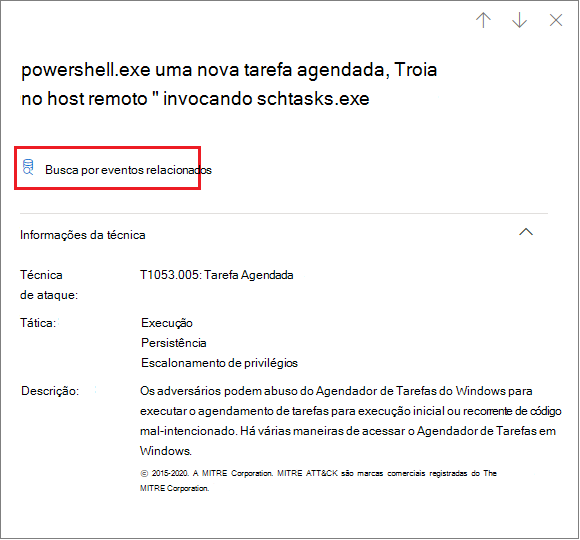 powershell.exe uma nova tarefa agendada, Troia
no host remoto " invocando schtasks.exe
Busca por eventos relacionados
Informações da técnica
Técnica
de ataque:
T1053.005: Tarefa Agendada
Tática:
Execução
Persistência
Escalonamento de privilégios
Descrição:
Os adversários podem abuso do Agendador de Tarefas do Windows para
executar o agendamento de tarefas para execução inicial ou recorrente de código
mal-intencionado. Há várias maneiras de acessar o Agendador de Tarefas em
Windows.
© 2015-2020. A MITRE Corporation. MITRE ATT&CK são marcas comerciais registradas do The
MITRE Corporation.